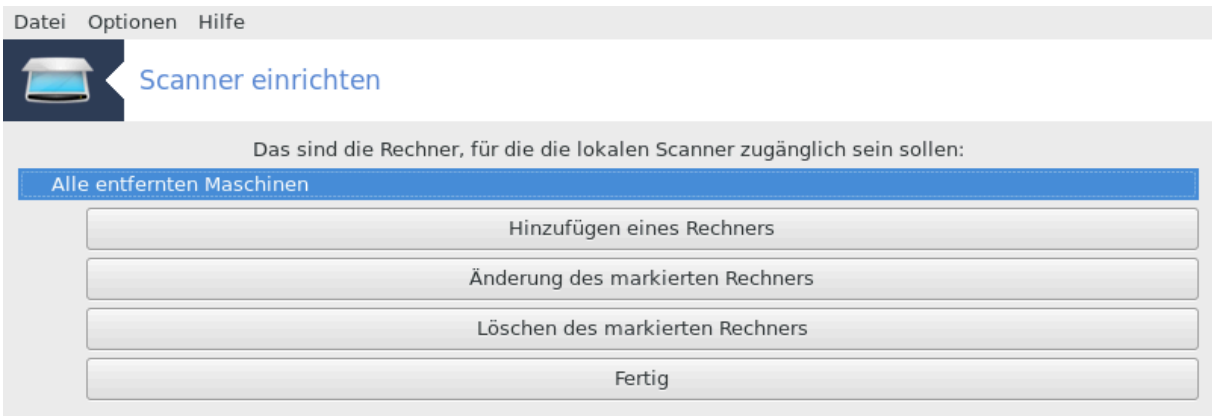 Datei Optionen Hilfe
Scanner einrichten
Das sind die Rechner, für die die lokalen Scanner zugänglich sein sollen:
Alle entfernten Maschinen
Hinzufügen eines Rechners
Änderung des markierten Rechners
Löschen des markierten Rechners
Fertig